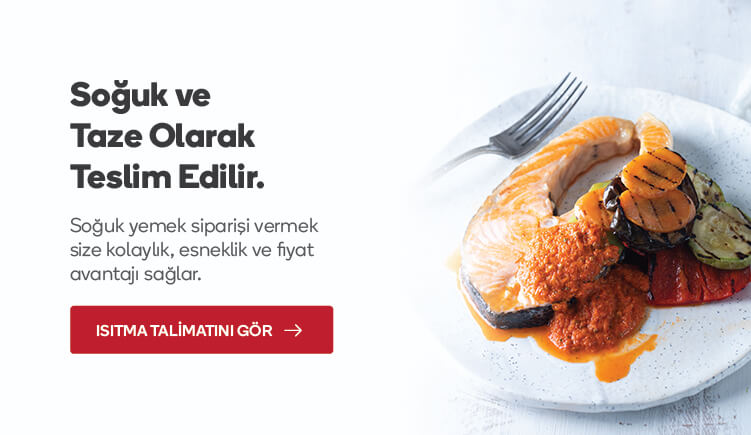 Soğuk ve
Taze Olarak
Teslim Edilir.
Soğuk yemek siparişi vermek
size kolaylık, esneklik ve fiyat
avantajı sağlar.
ISITMA TALİMATINI GÖR →